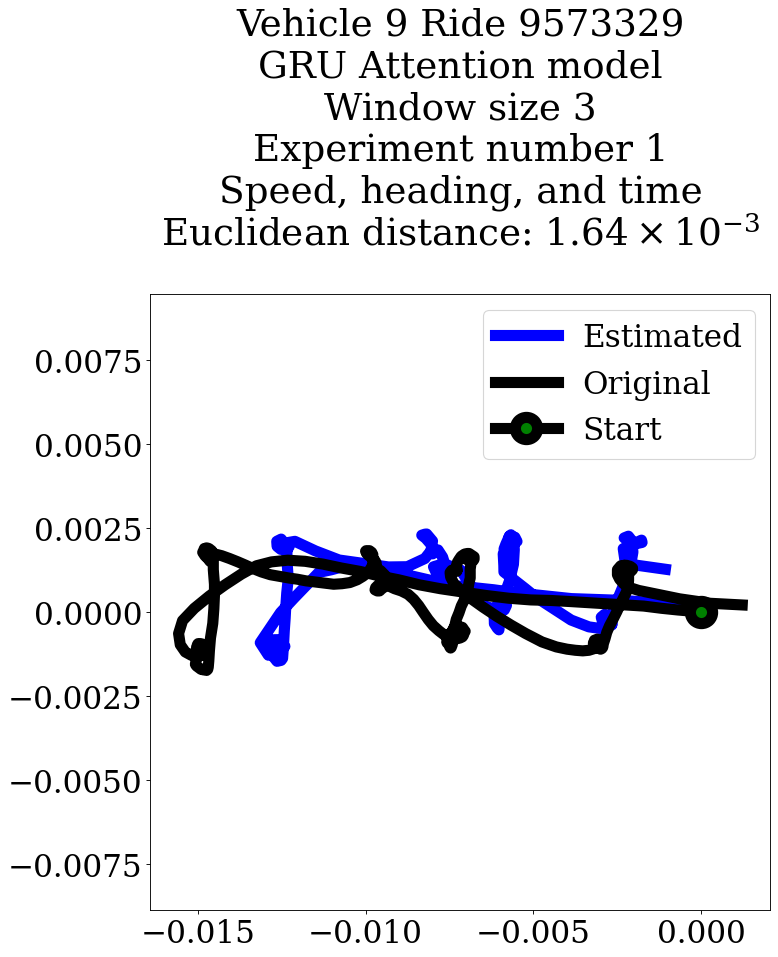 Vehicle 9 Ride 9573329
GRU Attention model
Window size 3
Experiment number 1
Speed, heading, and time
Euclidean distance: 1.64 × 10⁻³
Estimated
Original
Start
0.0075
0.0050
0.0025
0.0000
−0.0025
−0.0050
−0.0075
−0.015 −0.010 −0.005 0.000